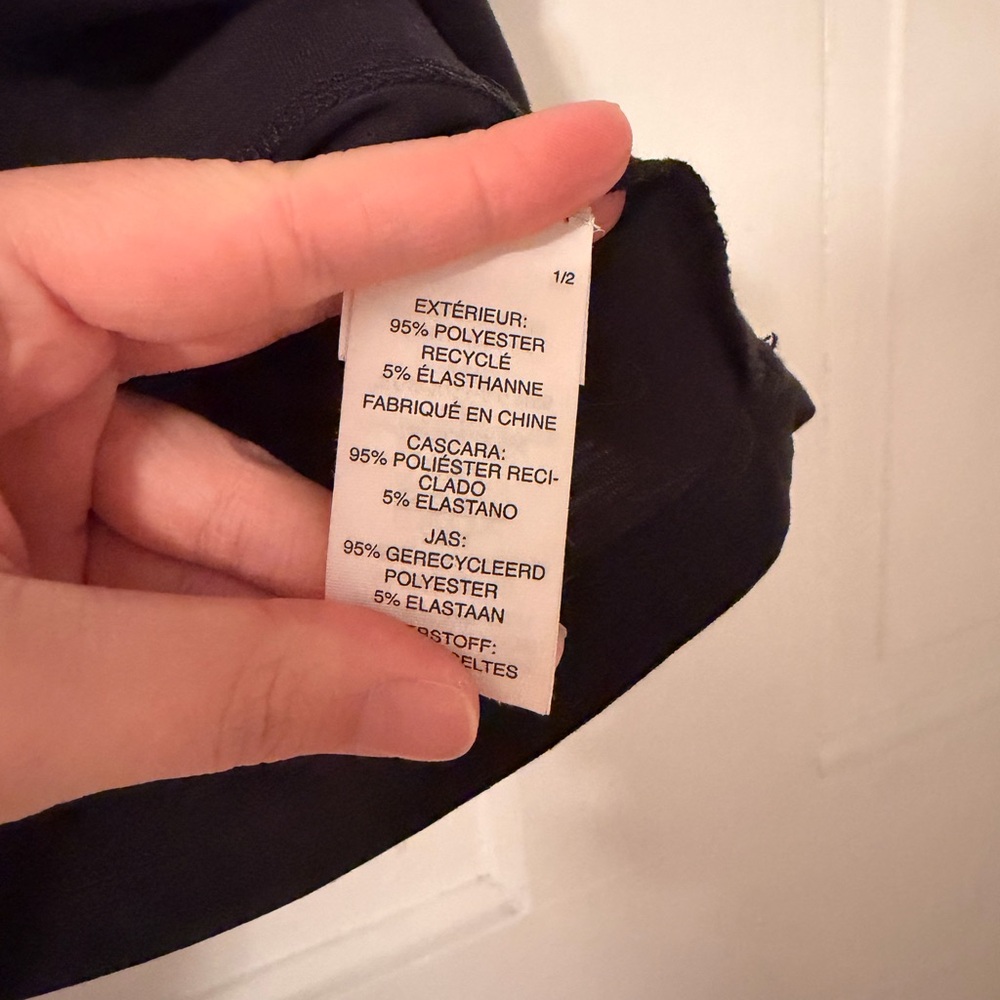 1/2
EXTÉRIEUR:
95% POLYESTER
RECYCLÉ
5% ÉLASTHANNE
FABRIQUÉ EN CHINE
CASCARA:
95% POLIÉSTER RECI-
CLADO
5% ELASTANO
JAS:
95% GERECYCLEERD
POLYESTER
5% ELASTAAN